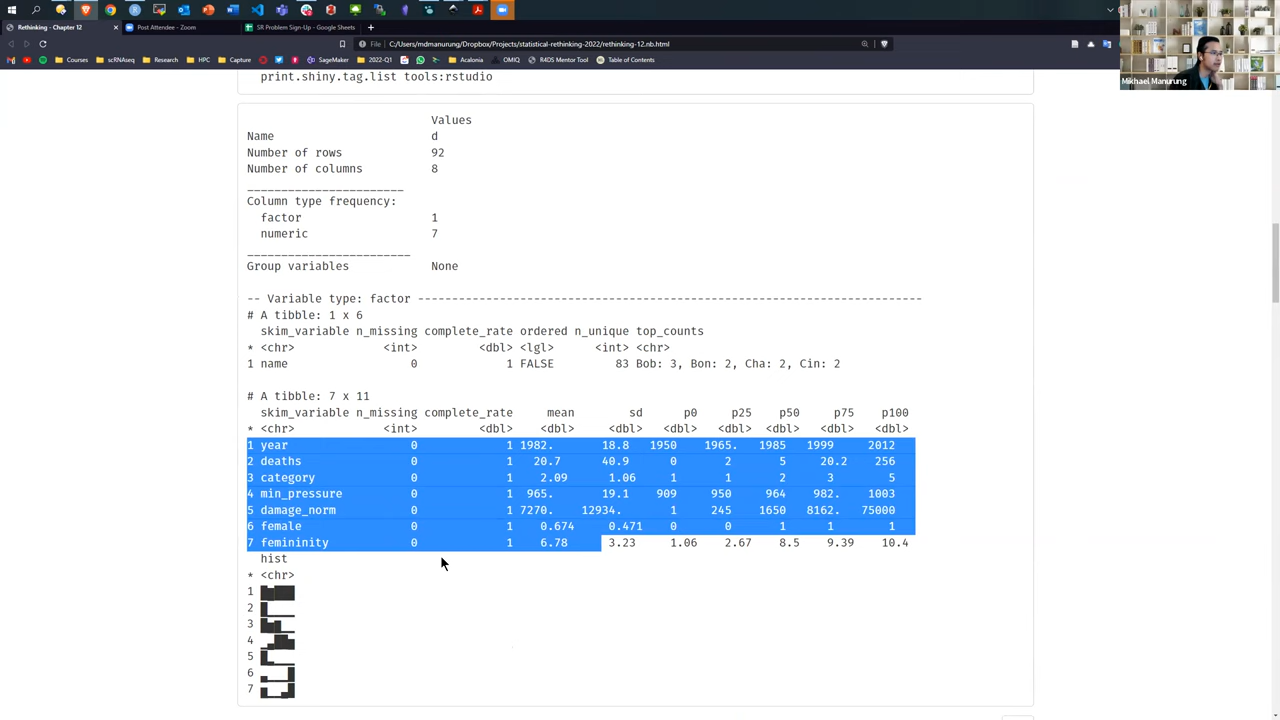 Rethinking - Chapter 12
Post Attendee - Zoom
SR Problem Sign-Up - Google Sheets
File
C:/Users/mdmanurung/Dropbox/Projects/statistical-rethinking-2022/rethinking-12.nb.html
Courses scRNAseq Research HPC Capture SageMaker 2022-Q1 Acalonia OMIQ R4DS Mentor Tool Table of Contents
Mikhael Manurung
print.shiny.tag.list tools:rstudio
Values
Name d
Number of rows 92
Number of columns 8
_______________________
Column type frequency:
factor 1
numeric 7
________________________
Group variables None
-- Variable type: factor --------------------------------------------------------------------------
# A tibble: 1 x 6
skim_variable n_missing complete_rate ordered n_unique top_counts
* <chr> <int> <dbl> <lgl> <int> <chr>
1 name 0 1 FALSE 83 Bob: 3, Bon: 2, Cha: 2, Cin: 2
# A tibble: 7 x 11
skim_variable n_missing complete_rate mean sd p0 p25 p50 p75 p100
* <chr> <int> <dbl> <dbl> <dbl> <dbl> <dbl> <dbl> <dbl> <dbl>
1 year 0 1 1982. 18.8 1950 1965. 1985 1999 2012
2 deaths 0 1 20.7 40.9 0 2 5 20.2 256
3 category 0 1 2.09 1.06 1 1 2 3 5
4 min_pressure 0 1 965. 19.1 909 950 964 982. 1003
5 damage_norm 0 1 7270. 12934. 1 245 1650 8162. 75000
6 female 0 1 0.674 0.471 0 0 1 1 1
7 femininity 0 1 6.78 3.23 1.06 2.67 8.5 9.39 10.4
hist
* <chr>
1
2
3
4
5
6
7